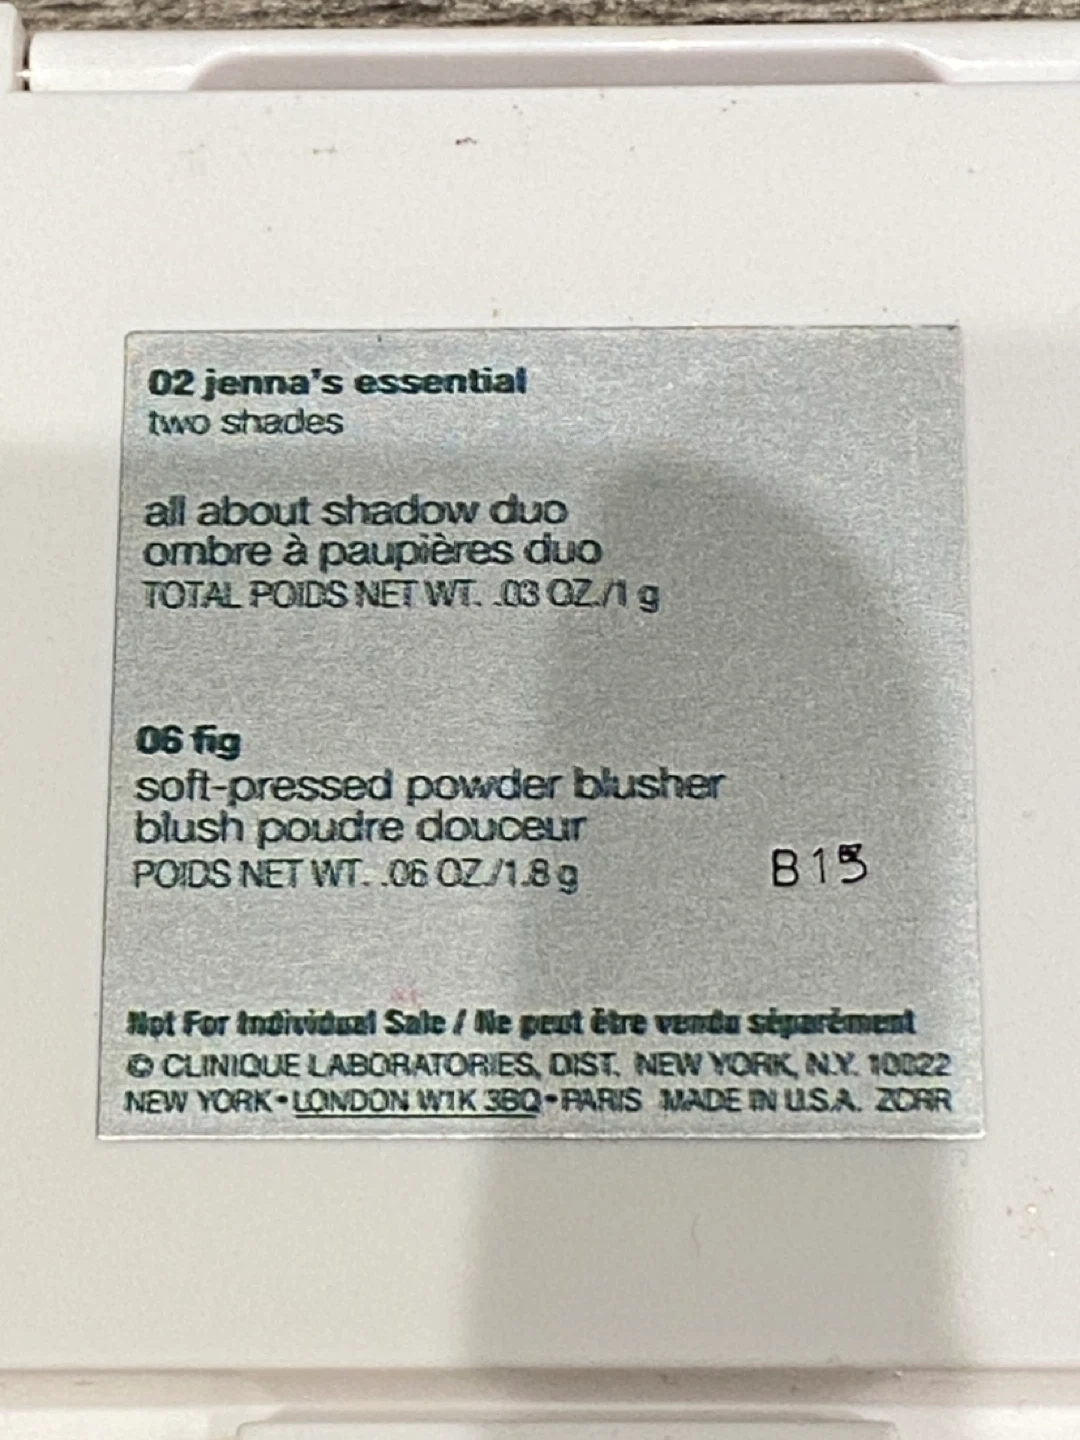 02 jenna's essential
two shades
all about shadow duo
ombre à paupières duo
TOTAL POIDS NET WT. .03 OZ./1 g
06 fig
soft-pressed powder blusher
blush poudre douceur
POIDS NET WT. .06 OZ./1.8 g
B15
Not For Individual Sale / Ne peut être vendu séparément
© CLINIQUE LABORATORIES, DIST. NEW YORK, N.Y. 10022
NEW YORK • LONDON W1K 3BQ • PARIS MADE IN U.S.A. ZCRR